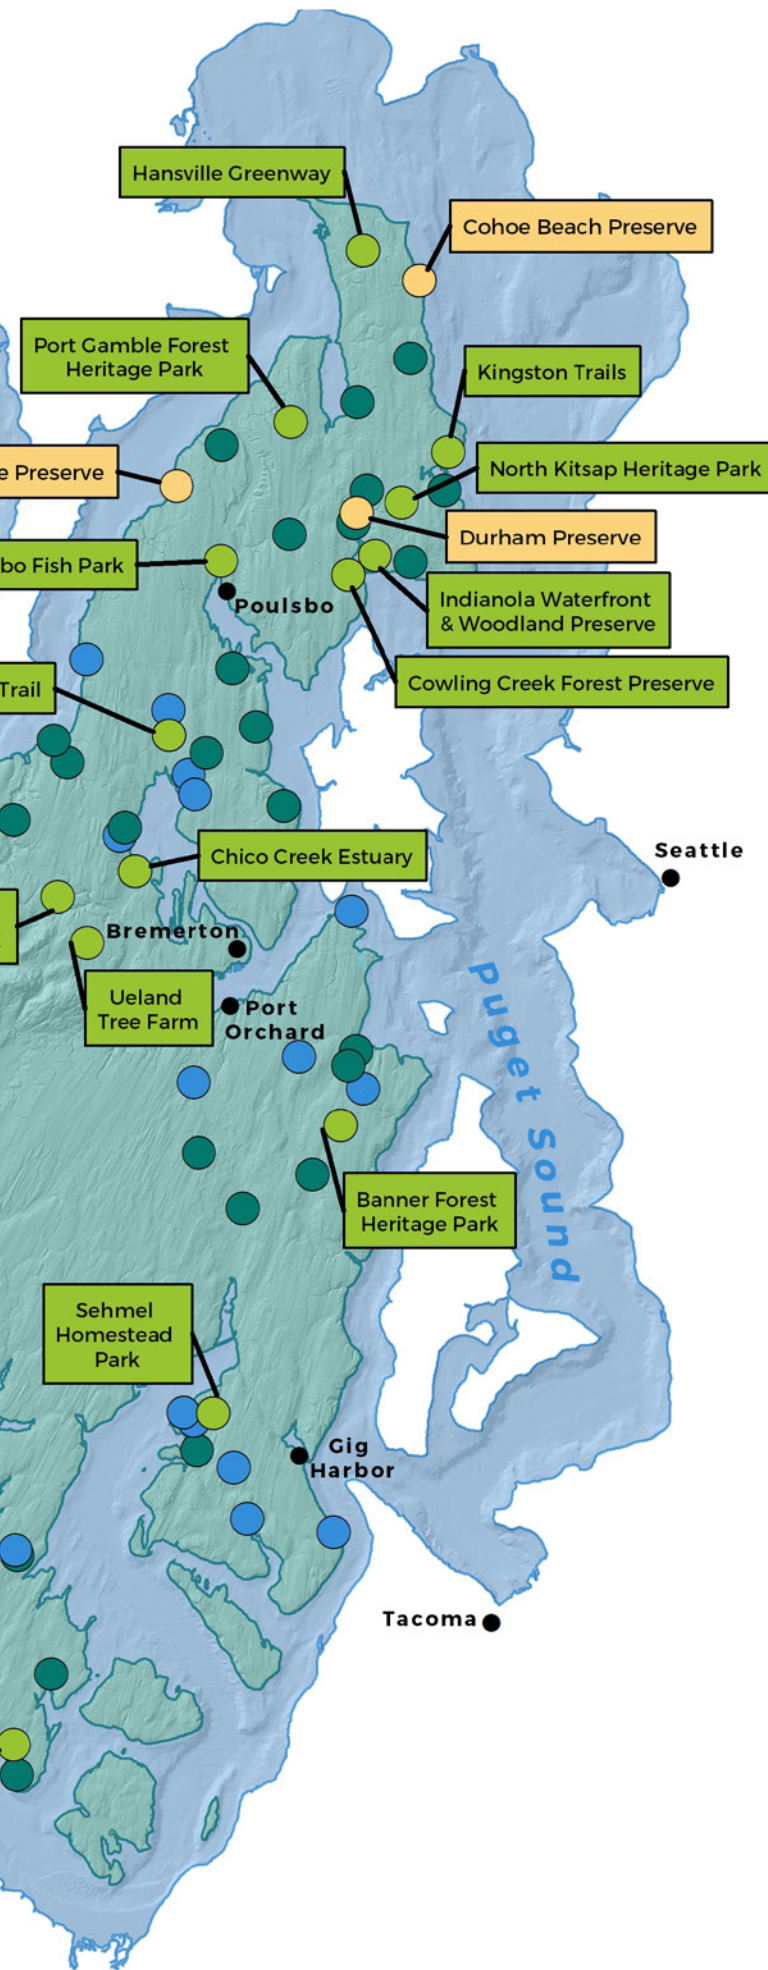 Hansville Greenway
Cohoe Beach Preserve
Port Gamble Forest
Heritage Park
Kingston Trails
North Kitsap Heritage Park
e Preserve
Durham Preserve
bo Fish Park
Indianola Waterfront
& Woodland Preserve
Poulsbo
Cowling Creek Forest Preserve
Trail
Seattle
Chico Creek Estuary
Bremerton
Ueland
Tree Farm
Port
Orchard
Puget Sound
Banner Forest
Heritage Park
Sehmel
Homestead
Park
Gig
Harbor
Tacoma